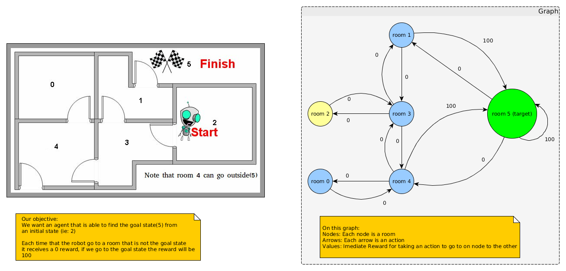 Graph:
room 1
100
0
0
0
5
Finish
0
1
2
Start
3
4
Note that room 4 can go outside(5)
room 2
0
0
room 3
100
room 5 (target)
100
0
0
0
room 0
0
0
room 4
Our objective:
We want an agent that is able to find the goal state(5) from
an initial state (ie: 2)
Each time that the robot go to a room that is not the goal state
It receives a 0 reward, if we go to the goal state the reward will be
100
On this graph:
Nodes: Each node is a room
Arrows: Each arrow is an action
Values: Imediate Reward for taking an action to go to on node to the other